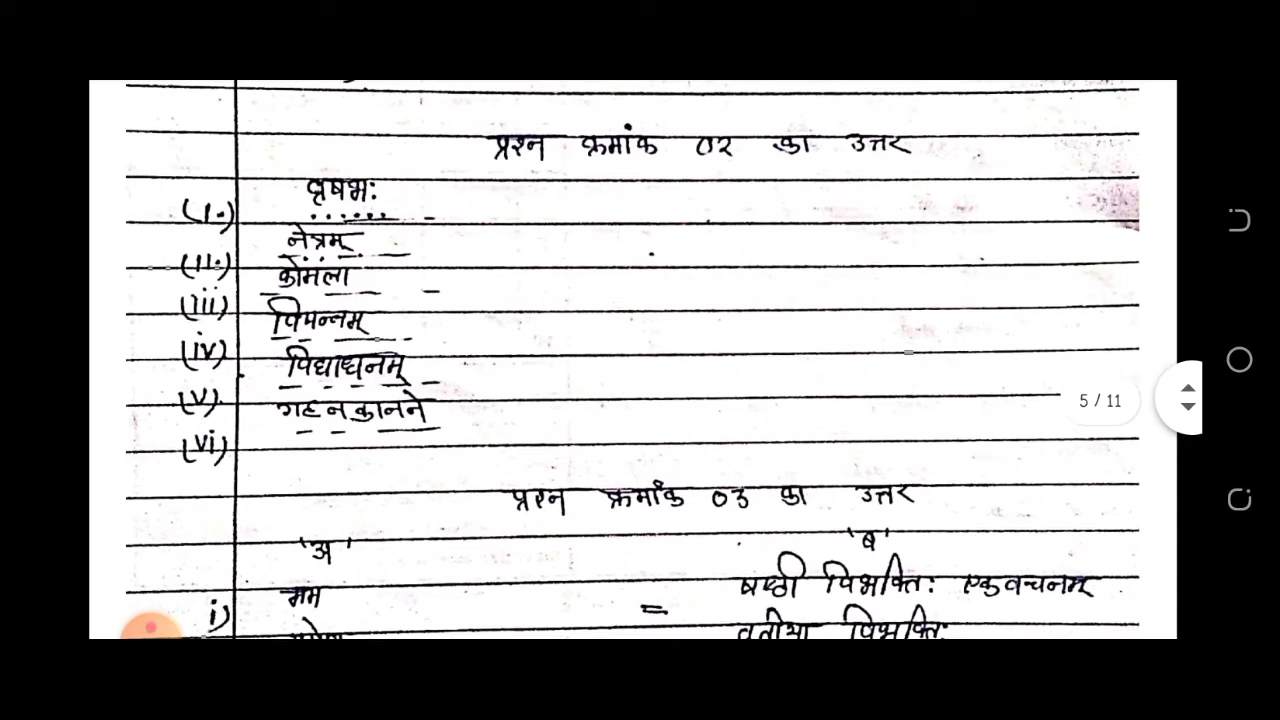 प्रश्न क्रमांक 02 का उत्तर
(i.) वृषभः
(ii.) नेत्रम्
(iii) कोमला
(iv) विपन्नम्
(v) विद्याधनम्
(vi) गहनकानने
5 / 11
प्रश्न क्रमांक 03 का उत्तर
'अ' 'ब'
i) मम = षष्ठी विभक्तिः एकवचनम्
विभक्तिः